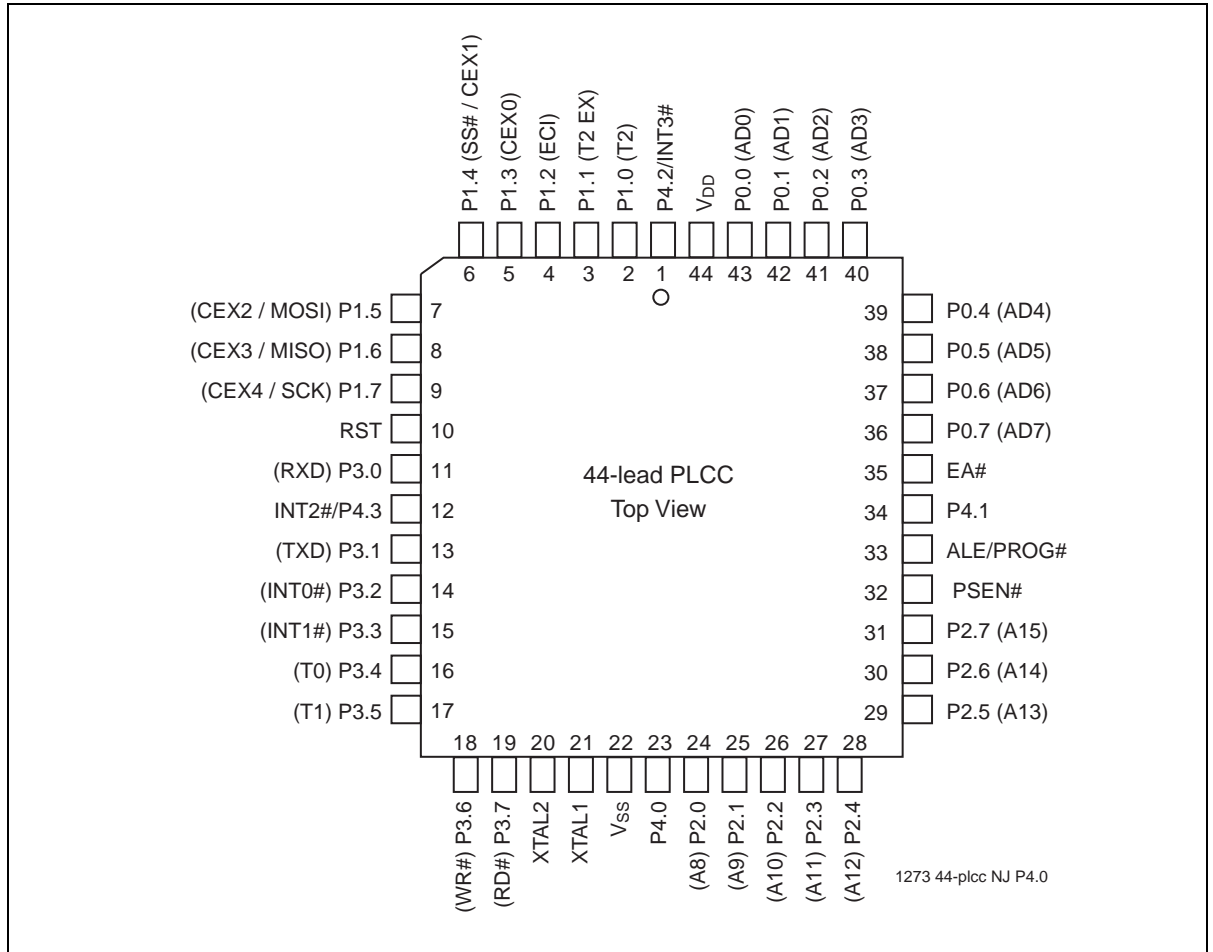 P1.4 (SS# / CEX1)
P1.3 (CEX0)
P1.2 (ECI)
P1.1 (T2 EX)
P1.0 (T2)
P4.2/INT3#
VDD
P0.0 (AD0)
P0.1 (AD1)
P0.2 (AD2)
P0.3 (AD3)
6 5 4 3 2 1 44 43 42 41 40
(CEX2 / MOSI) P1.5 7
(CEX3 / MISO) P1.6 8
(CEX4 / SCK) P1.7 9
RST 10
(RXD) P3.0 11
INT2#/P4.3 12
(TXD) P3.1 13
(INT0#) P3.2 14
(INT1#) P3.3 15
(T0) P3.4 16
(T1) P3.5 17
44-lead PLCC
Top View
39 P0.4 (AD4)
38 P0.5 (AD5)
37 P0.6 (AD6)
36 P0.7 (AD7)
35 EA#
34 P4.1
33 ALE/PROG#
32 PSEN#
31 P2.7 (A15)
30 P2.6 (A14)
29 P2.5 (A13)
18 19 20 21 22 23 24 25 26 27 28
(WR#) P3.6
(RD#) P3.7
XTAL2
XTAL1
VSS
P4.0
(A8) P2.0
(A9) P2.1
(A10) P2.2
(A11) P2.3
(A12) P2.4
1273 44-plcc NJ P4.0